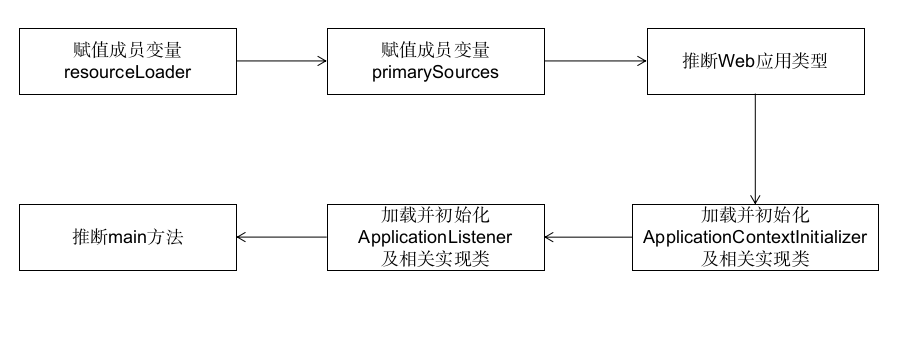 赋值成员变量
resourceLoader
赋值成员变量
primarySources
推断Web应用类型
加载并初始化
ApplicationContextInitializer
及相关实现类
加载并初始化
ApplicationListener
及相关实现类
推断main方法